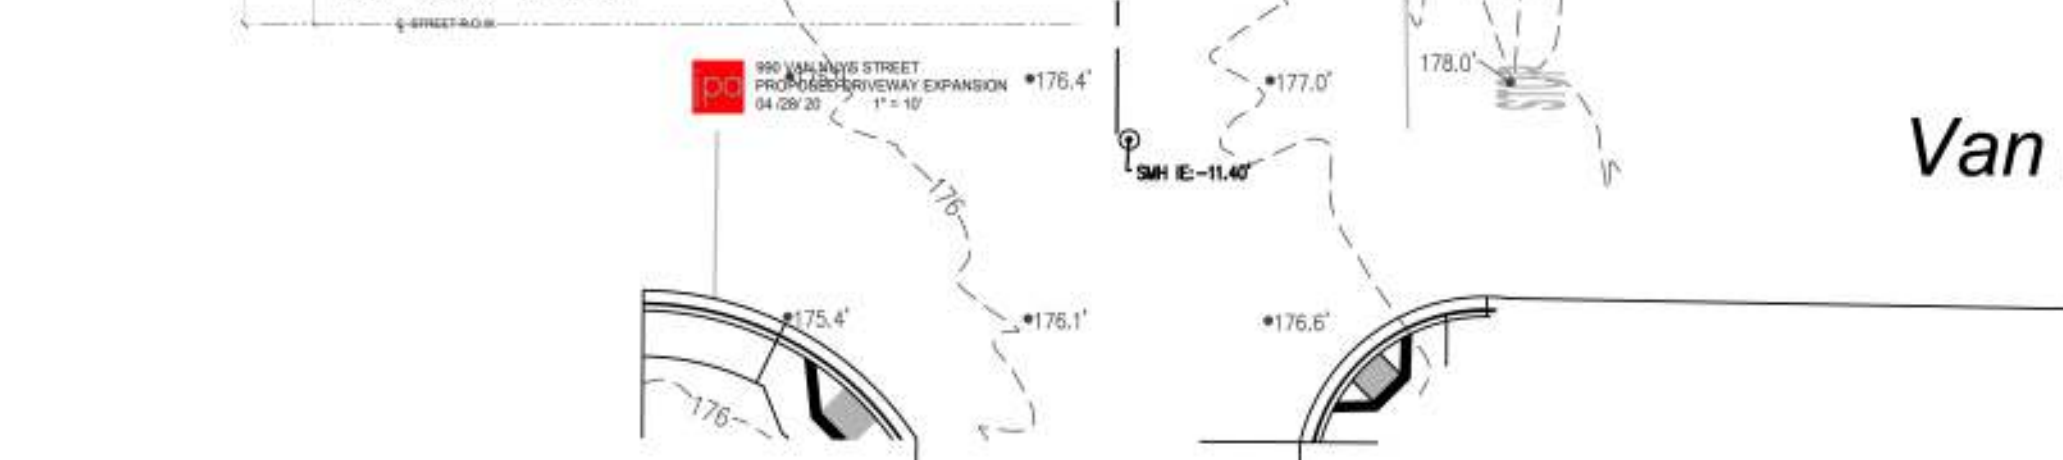 ℄ STREET R.O.W.
178.0'
jpa
990 VAN NUYS STREET
PROPOSED DRIVEWAY EXPANSION
04 /28/ 20 1" = 10'
176.4'
177.0'
SMH IE:-11.40'
Van
176
175.4'
176.1'
176.6'
176